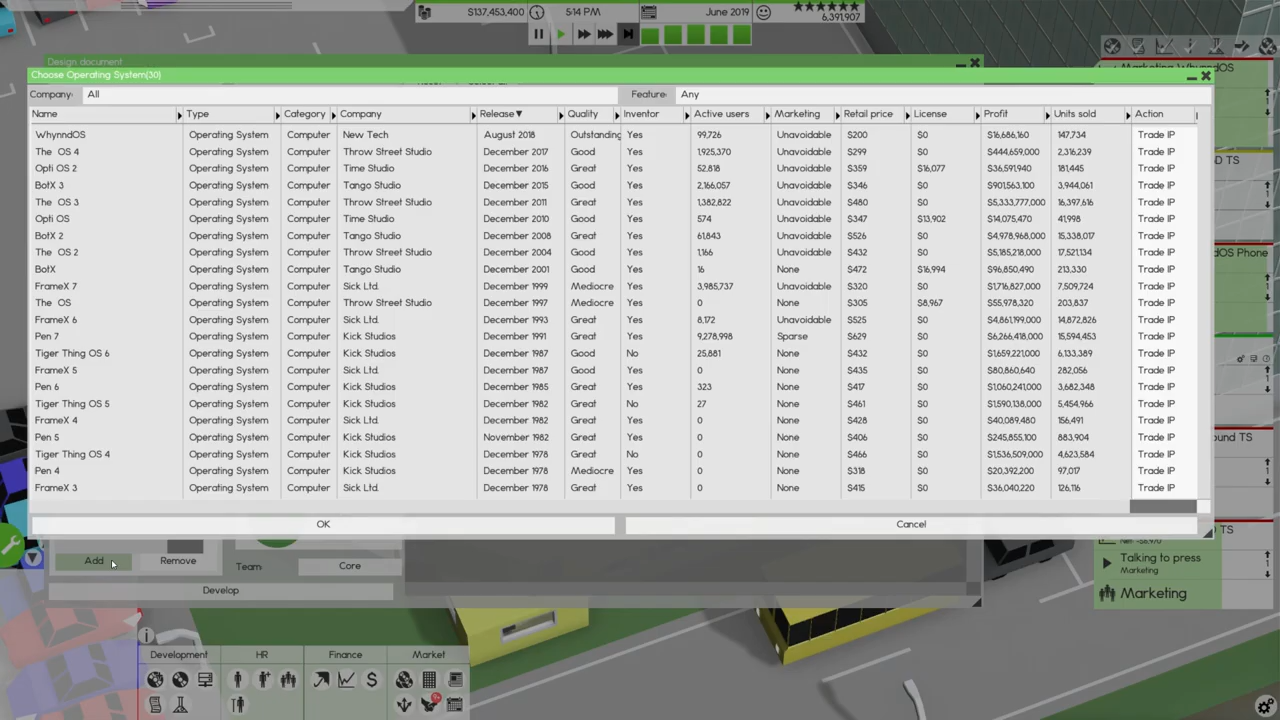 $137,453,400 5:14 PM June 2019 6,391,907
Design document
Choose Operating System(30)
Marketing WhynndOS
Company: All Feature: Any
Name Type Category Company Release▼ Quality Inventor Active users Marketing Retail price License Profit Units sold Action
WhynndOS Operating System Computer New Tech August 2018 Outstanding Yes 99,726 Unavoidable $200 $0 $16,686,160 147,734 Trade IP
The OS 4 Operating System Computer Throw Street Studio December 2017 Good Yes 1,925,370 Unavoidable $299 $0 $444,659,000 2,316,239 Trade IP
Opti OS 2 Operating System Computer Time Studio December 2016 Great Yes 52,818 Unavoidable $359 $16,077 $36,591,940 181,445 Trade IP
BotX 3 Operating System Computer Tango Studio December 2015 Good Yes 2,166,057 Unavoidable $346 $0 $901,563,100 3,944,061 Trade IP
The OS 3 Operating System Computer Throw Street Studio December 2011 Great Yes 1,382,822 Unavoidable $480 $0 $5,333,777,000 16,397,616 Trade IP
Opti OS Operating System Computer Time Studio December 2010 Good Yes 574 Unavoidable $347 $13,902 $14,075,470 41,998 Trade IP
BotX 2 Operating System Computer Tango Studio December 2008 Great Yes 61,843 Unavoidable $526 $0 $4,978,968,000 15,338,017 Trade IP
The OS 2 Operating System Computer Throw Street Studio December 2004 Good Yes 1,166 Unavoidable $432 $0 $5,185,218,000 17,521,134 Trade IP
BotX Operating System Computer Tango Studio December 2001 Good Yes 16 None $472 $16,994 $96,850,490 213,330 Trade IP
FrameX 7 Operating System Computer Sick Ltd. December 1999 Mediocre Yes 3,985,737 Unavoidable $320 $0 $1,716,827,000 7,509,724 Trade IP
The OS Operating System Computer Throw Street Studio December 1997 Mediocre Yes 0 None $305 $8,967 $55,978,320 203,837 Trade IP
FrameX 6 Operating System Computer Sick Ltd. December 1993 Great Yes 8,172 Unavoidable $525 $0 $4,861,199,000 14,872,826 Trade IP
Pen 7 Operating System Computer Kick Studios December 1991 Great Yes 9,278,998 Sparse $629 $0 $6,266,418,000 15,594,453 Trade IP
Tiger Thing OS 6 Operating System Computer Kick Studios December 1987 Good No 25,881 None $432 $0 $1,659,221,000 6,133,389 Trade IP
FrameX 5 Operating System Computer Sick Ltd. December 1987 Good Yes 0 None $435 $0 $80,860,640 282,056 Trade IP
Pen 6 Operating System Computer Kick Studios December 1985 Great Yes 323 None $417 $0 $1,060,241,000 3,682,348 Trade IP
Tiger Thing OS 5 Operating System Computer Kick Studios December 1982 Great No 27 None $461 $0 $1,590,138,000 5,454,966 Trade IP
FrameX 4 Operating System Computer Sick Ltd. December 1982 Great Yes 0 None $428 $0 $40,089,480 156,491 Trade IP
Pen 5 Operating System Computer Kick Studios November 1982 Great Yes 0 None $406 $0 $245,855,100 883,904 Trade IP
Tiger Thing OS 4 Operating System Computer Kick Studios December 1978 Great No 0 None $466 $0 $1,536,509,000 4,623,584 Trade IP
Pen 4 Operating System Computer Kick Studios December 1978 Mediocre Yes 0 None $318 $0 $20,392,200 97,017 Trade IP
FrameX 3 Operating System Computer Sick Ltd. December 1978 Great Yes 0 None $415 $0 $36,040,220 126,116 Trade IP
OK Cancel
Add Remove Team: Core
Develop
Talking to press
Marketing
Marketing
Development HR Finance Market